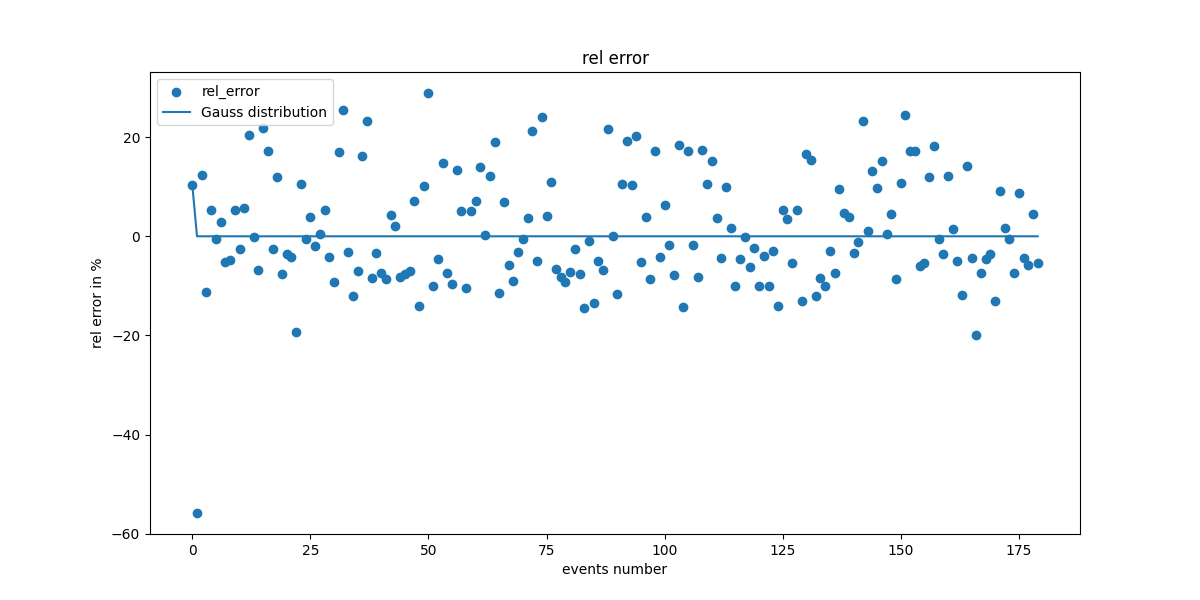 rel error
rel_error
Gauss distribution
20
0
−20
−40
−60
rel error in %
0
25
50
75
100
125
150
175
events number